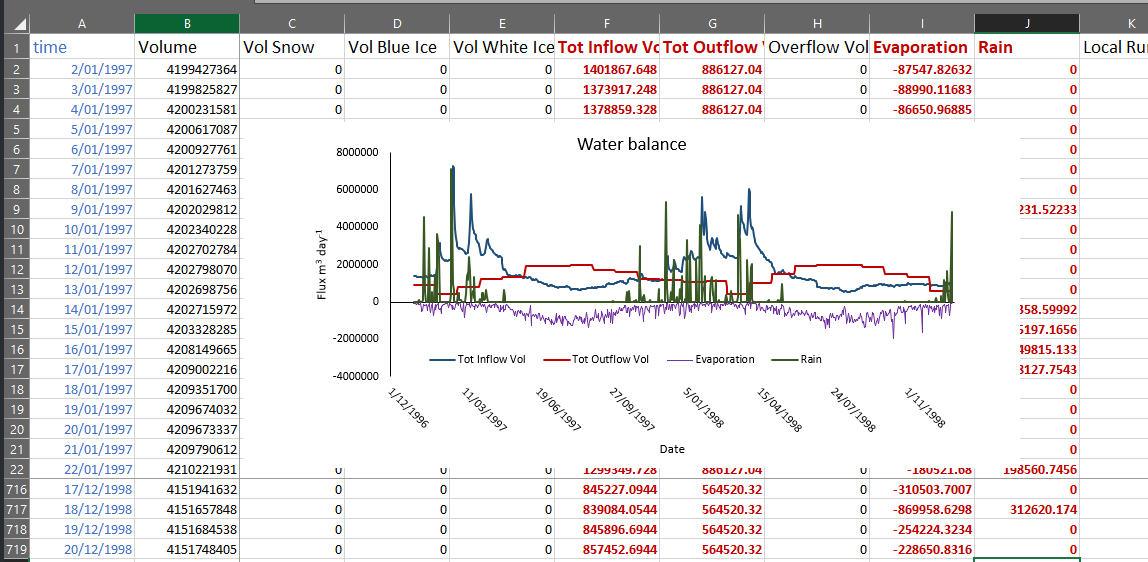 A B C D E F G H I J K
1 time Volume Vol Snow Vol Blue Ice Vol White Ice Tot Inflow Vo Tot Outflow Overflow Vol Evaporation Rain Local Ru
2 2/01/1997 4199427364 0 0 0 1401867.648 886127.04 0 -87547.82632 0
3 3/01/1997 4199825827 0 0 0 1373917.248 886127.04 0 -88990.11683 0
4 4/01/1997 4200231581 0 0 0 1378859.328 886127.04 0 -86650.96885 0
5 5/01/1997 4200617087 0
6 6/01/1997 4200927761 0
7 7/01/1997 4201273759 0
8 8/01/1997 4201627463 0
9 9/01/1997 4202029812 231.52233
10 10/01/1997 4202340228 0
11 11/01/1997 4202702784 0
12 12/01/1997 4202798070 0
13 13/01/1997 4202698756 0
14 14/01/1997 4202715972 358.59992
15 15/01/1997 4203328285 5197.1656
16 16/01/1997 4208149665 49815.133
17 17/01/1997 4209002216 3127.7543
18 18/01/1997 4209351700 0
19 19/01/1997 4209674032 0
20 20/01/1997 4209673337 0
21 21/01/1997 4209790612 0
22 22/01/1997 4210221931 0 0 0 1299349.728 886127.04 0 -180521.68 198560.7456
716 17/12/1998 4151941632 0 0 0 845227.0944 564520.32 0 -310503.7007 0
717 18/12/1998 4151657848 0 0 0 839084.0544 564520.32 0 -869958.6298 312620.174
718 19/12/1998 4151684538 0 0 0 845896.6944 564520.32 0 -254224.3234 0
719 20/12/1998 4151748405 0 0 0 857452.6944 564520.32 0 -228650.8316 0
Water balance
8000000
6000000
4000000
2000000
0
-2000000
-4000000
Flux m³ day⁻¹
Tot Inflow Vol Tot Outflow Vol Evaporation Rain
1/12/1996 11/03/1997 19/06/1997 27/09/1997 5/01/1998 15/04/1998 24/07/1998 1/11/1998
Date